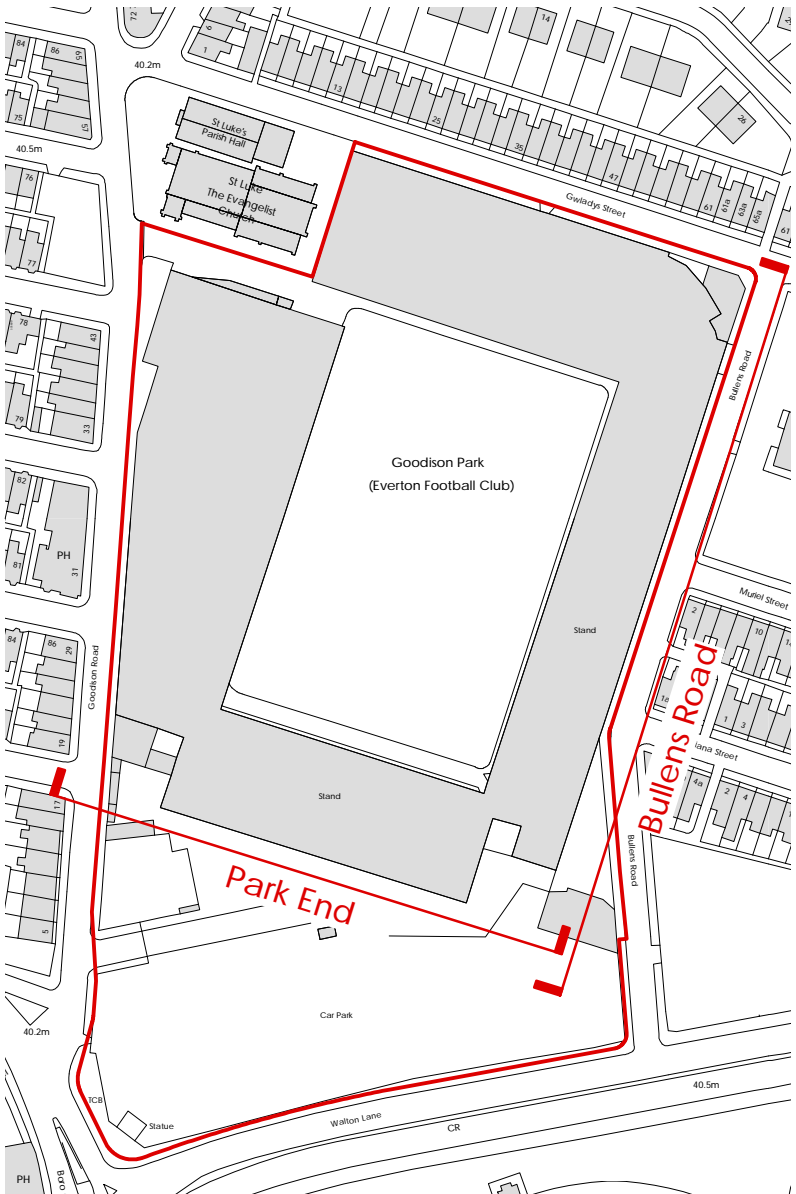 72
14
6
1
84
86
65
40.2m
75
57
13
26
25
St Luke's
Parish Hall
40.5m
35
76
47
St Luke
The Evangelist
Church
61
61a
63a
65a
Gwladys Street
61
77
78
43
Bullens Road
79
33
Goodison Park
(Everton Football Club)
82
PH
81
31
Muriel Street
2
10
Stand
84
86
29
Goodison Road
1a
1
3
Bullens Road
19
4a
2
4
17
Stand
Bullens Road
Park End
5
Car Park
40.2m
40.5m
TCB
Statue
Walton Lane
CR
PH